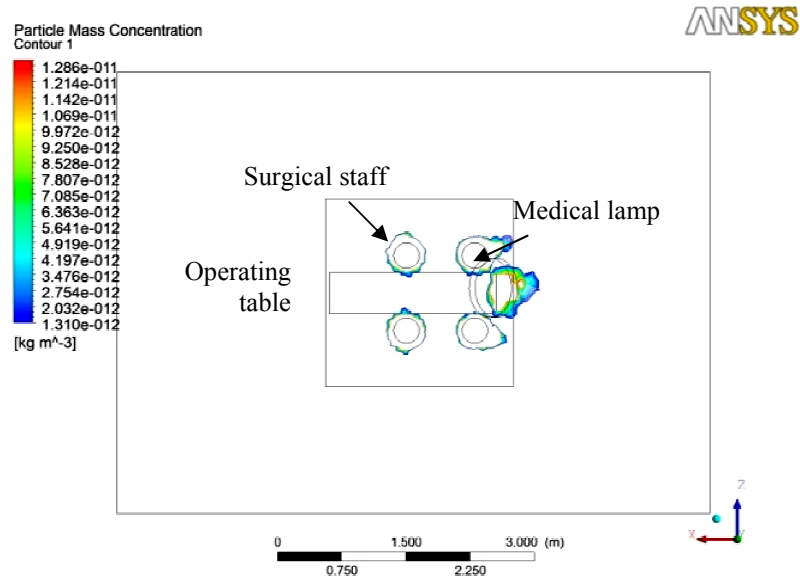 Particle Mass Concentration
Contour 1
ANSYS
1.286e-011
1.214e-011
1.142e-011
1.069e-011
9.972e-012
9.250e-012
8.528e-012
7.807e-012
7.085e-012
6.363e-012
5.641e-012
4.919e-012
4.197e-012
3.476e-012
2.754e-012
2.032e-012
1.310e-012
[kg m^-3]
Surgical staff
Medical lamp
Operating
table
Z
X
Y
0 1.500 3.000 (m)
0.750 2.250